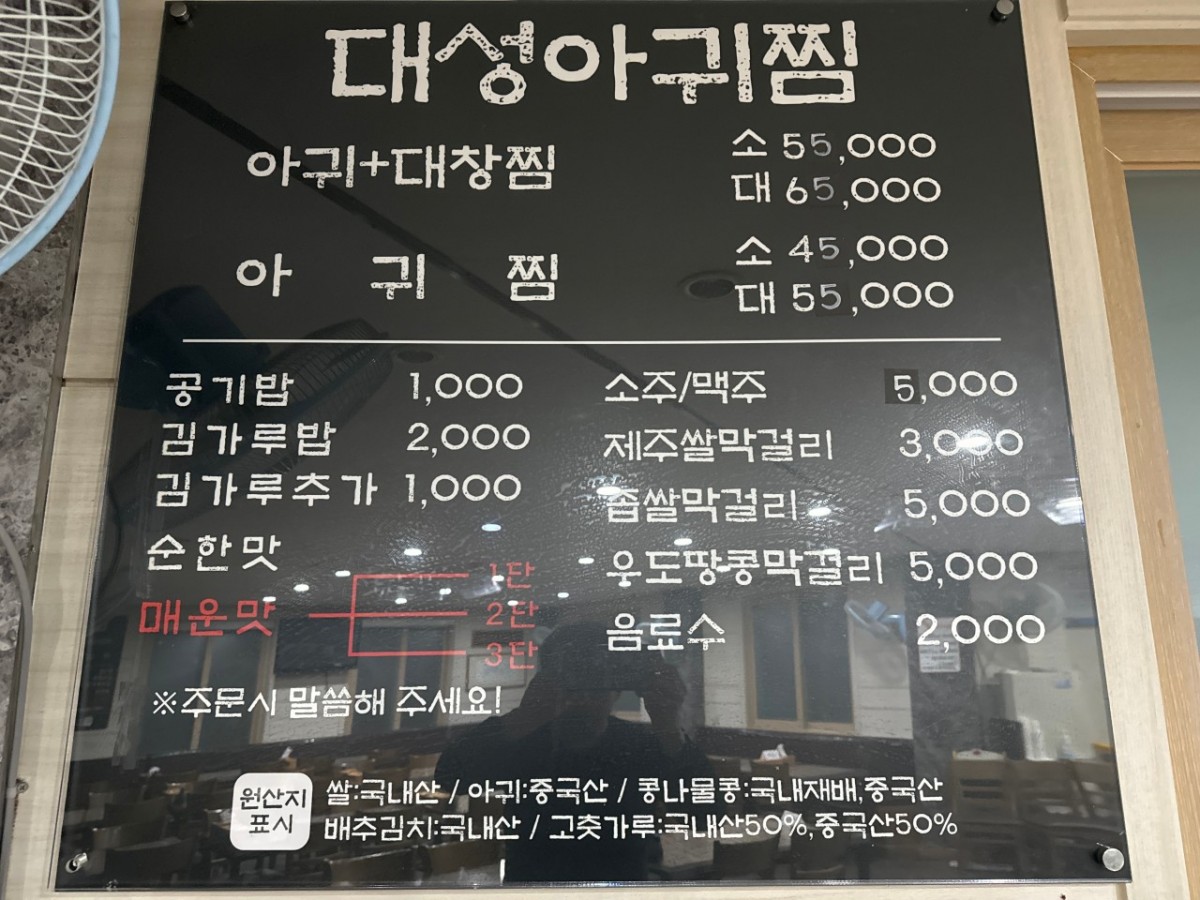 대성아귀찜
아귀+대창찜 소 55,000
대 65,000
아 귀 찜 소 45,000
대 55,000
공기밥 1,000
김가루밥 2,000
김가루추가 1,000
순한맛
매운맛 1단
2단
3단
※주문시 말씀해 주세요!
소주/맥주 5,000
제주쌀막걸리 3,000
좁쌀막걸리 5,000
우도땅콩막걸리 5,000
음료수 2,000
원산지
표시
쌀:국내산 / 아귀:중국산 / 콩나물콩:국내재배,중국산
배추김치:국내산 / 고춧가루:국내산50%,중국산50%